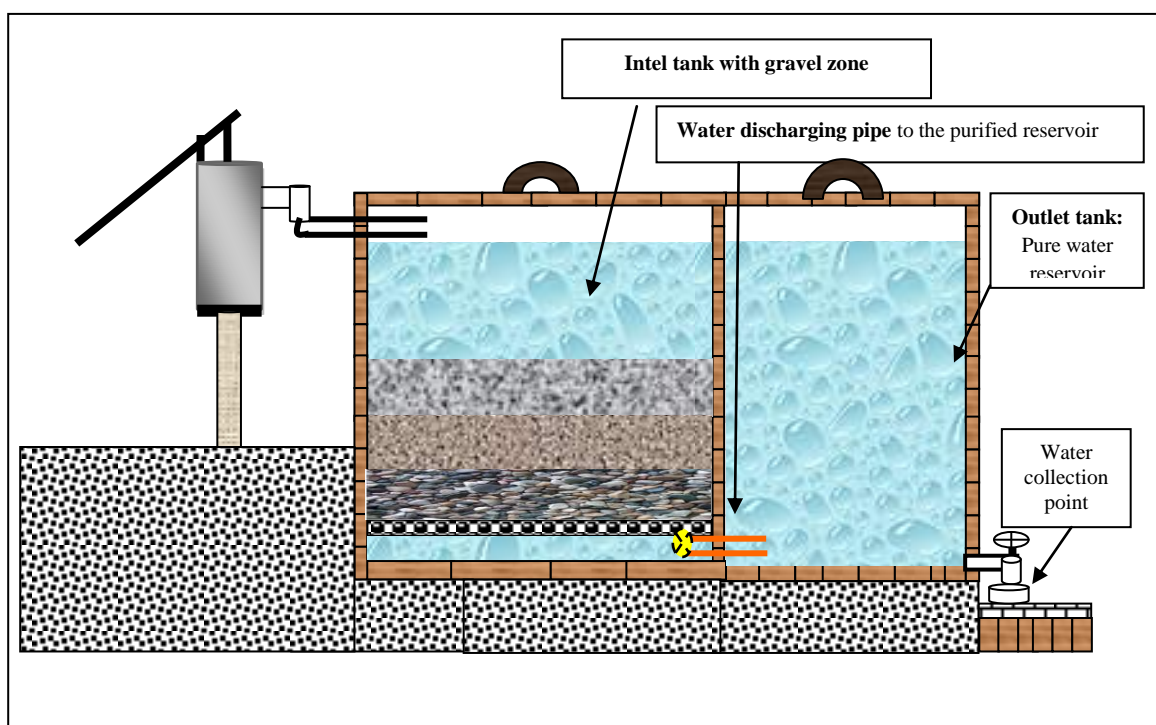 Intel tank with gravel zone
Water discharging pipe to the purified reservoir
Outlet tank:
Pure water
reservoir
Water
collection
point